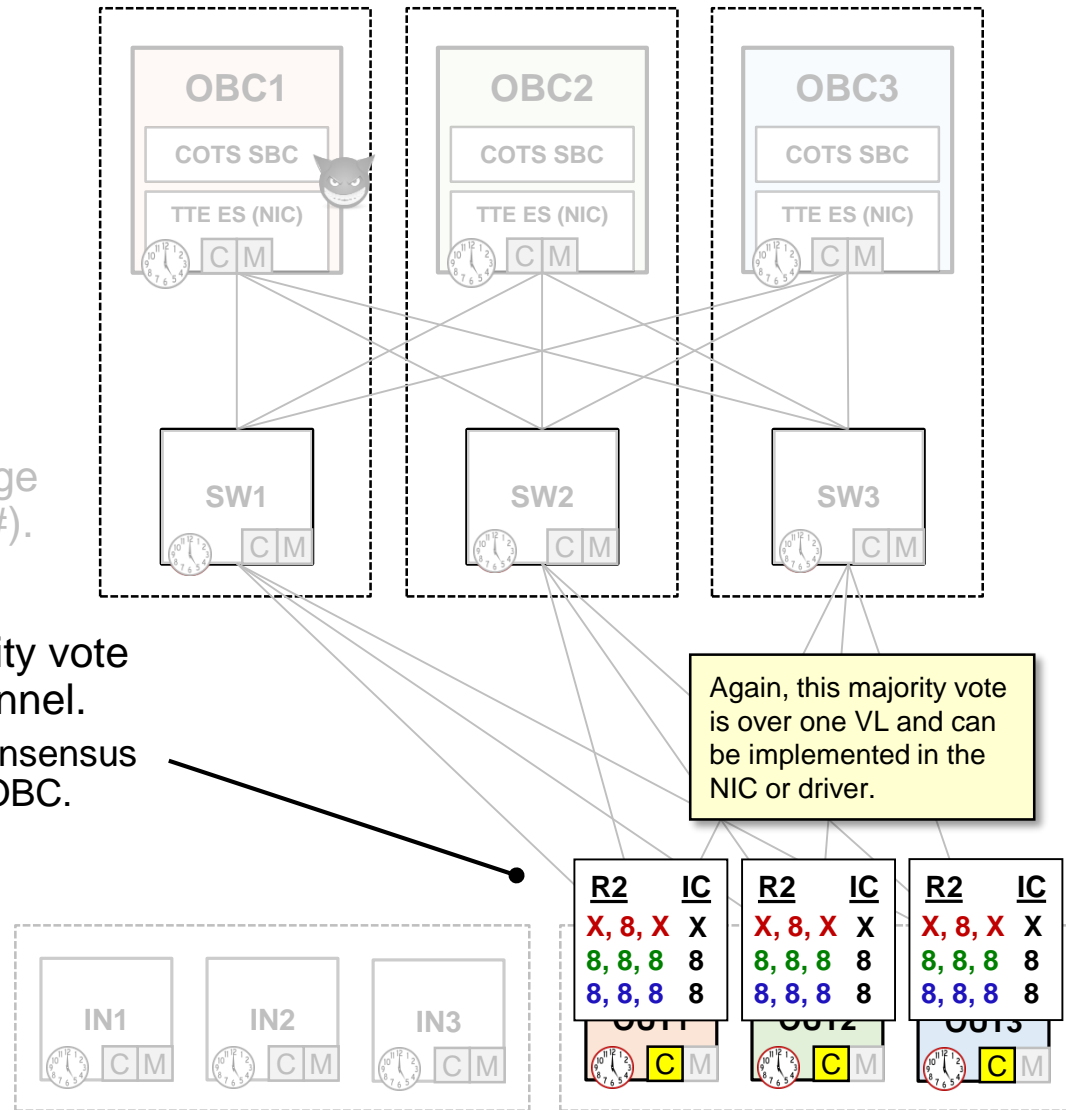 OBC1 OBC2 OBC3
COTS SBC COTS SBC COTS SBC
TTE ES (NIC) TTE ES (NIC) TTE ES (NIC)
C M C M C M
SW1 SW2 SW3
C M C M C M
ge
#).
ity vote
nnel.
nsensus
OBC.
Again, this majority vote
is over one VL and can
be implemented in the
NIC or driver.
R2 IC R2 IC R2 IC
X, 8, X X X, 8, X X X, 8, X X
8, 8, 8 8 8, 8, 8 8 8, 8, 8 8
8, 8, 8 8 8, 8, 8 8 8, 8, 8 8
IN1 IN2 IN3 OUT1 OUT2 OUT3
C M C M C M C M C M C M